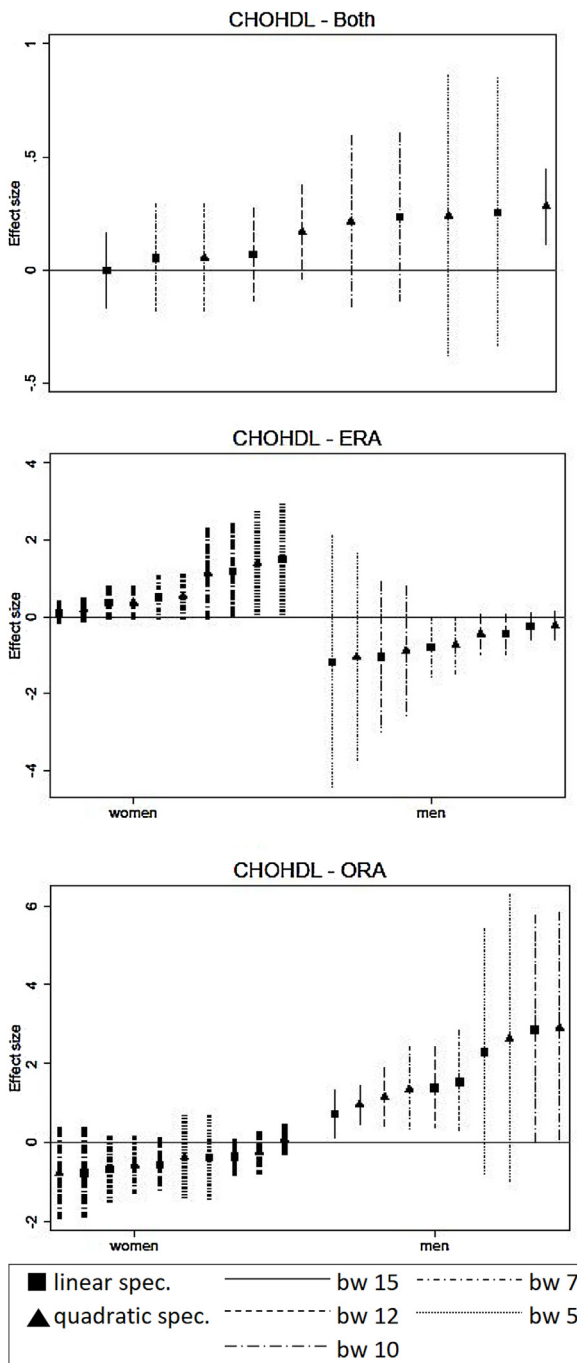 CHOHDL - Both
1
.5
0
-.5
Effect size
CHOHDL - ERA
4
2
0
-2
-4
Effect size
women men
CHOHDL - ORA
6
4
2
0
-2
Effect size
women men
linear spec. bw 15 bw 7
quadratic spec. bw 12 bw 5
bw 10